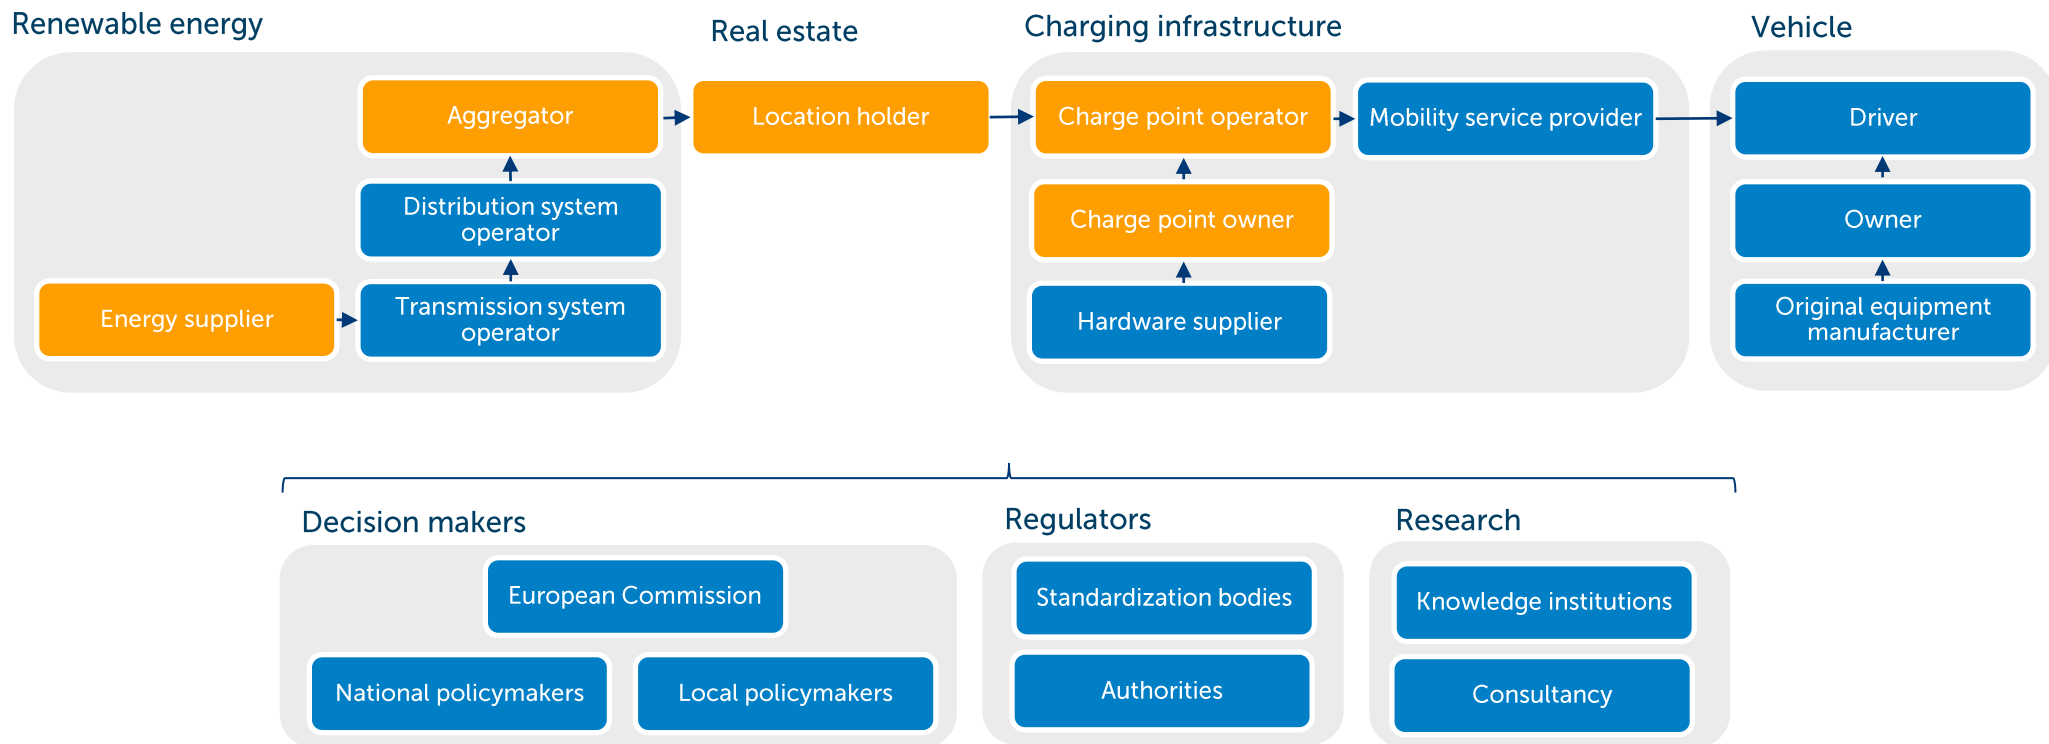 Renewable energy
Real estate
Charging infrastructure
Vehicle
Aggregator
Location holder
Charge point operator
Mobility service provider
Driver
Distribution system
operator
Charge point owner
Owner
Energy supplier
Transmission system
operator
Hardware supplier
Original equipment
manufacturer
Decision makers
Regulators
Research
European Commission
Standardization bodies
Knowledge institutions
National policymakers
Local policymakers
Authorities
Consultancy